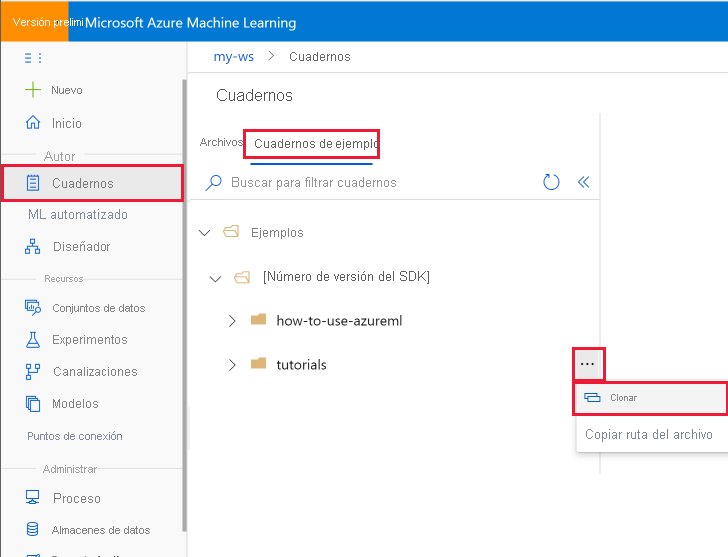 Versión prelimi
Microsoft Azure Machine Learning
Nuevo
Inicio
Autor
Cuadernos
ML automatizado
Diseñador
Recursos
Conjuntos de datos
Experimentos
Canalizaciones
Modelos
Puntos de conexión
Administrar
Proceso
Almacenes de datos
my-ws > Cuadernos
Cuadernos
Archivos Cuadernos de ejemplo
Buscar para filtrar cuadernos
Ejemplos
[Número de versión del SDK]
how-to-use-azureml
tutorials
...
Clonar
Copiar ruta del archivo